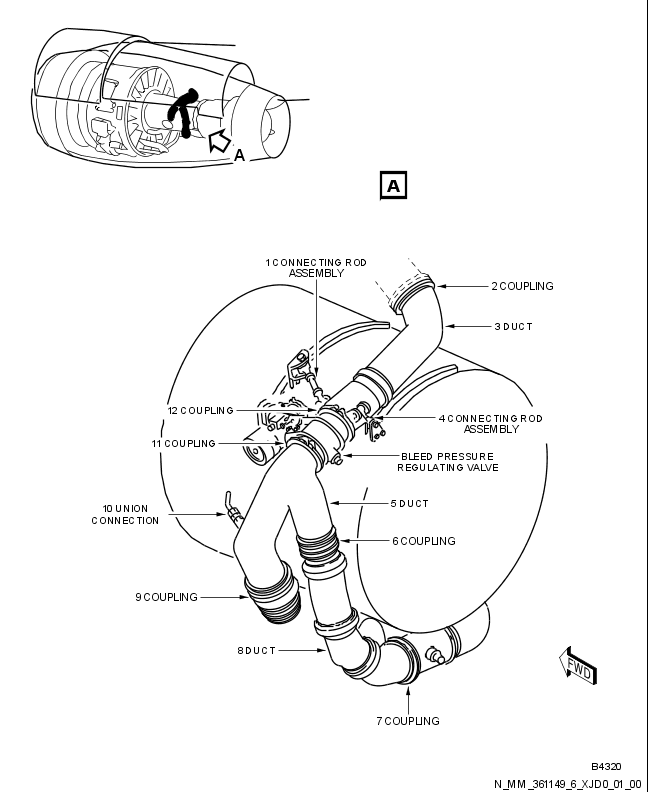 A
A
1 CONNECTING ROD
ASSEMBLY
2 COUPLING
3 DUCT
12 COUPLING
4 CONNECTING ROD
ASSEMBLY
11 COUPLING
BLEED PRESSURE
REGULATING VALVE
10 UNION
CONNECTION
5 DUCT
6 COUPLING
9 COUPLING
8 DUCT
FWD
7 COUPLING
B4320
N_MM_361149_6_XJD0_01_00